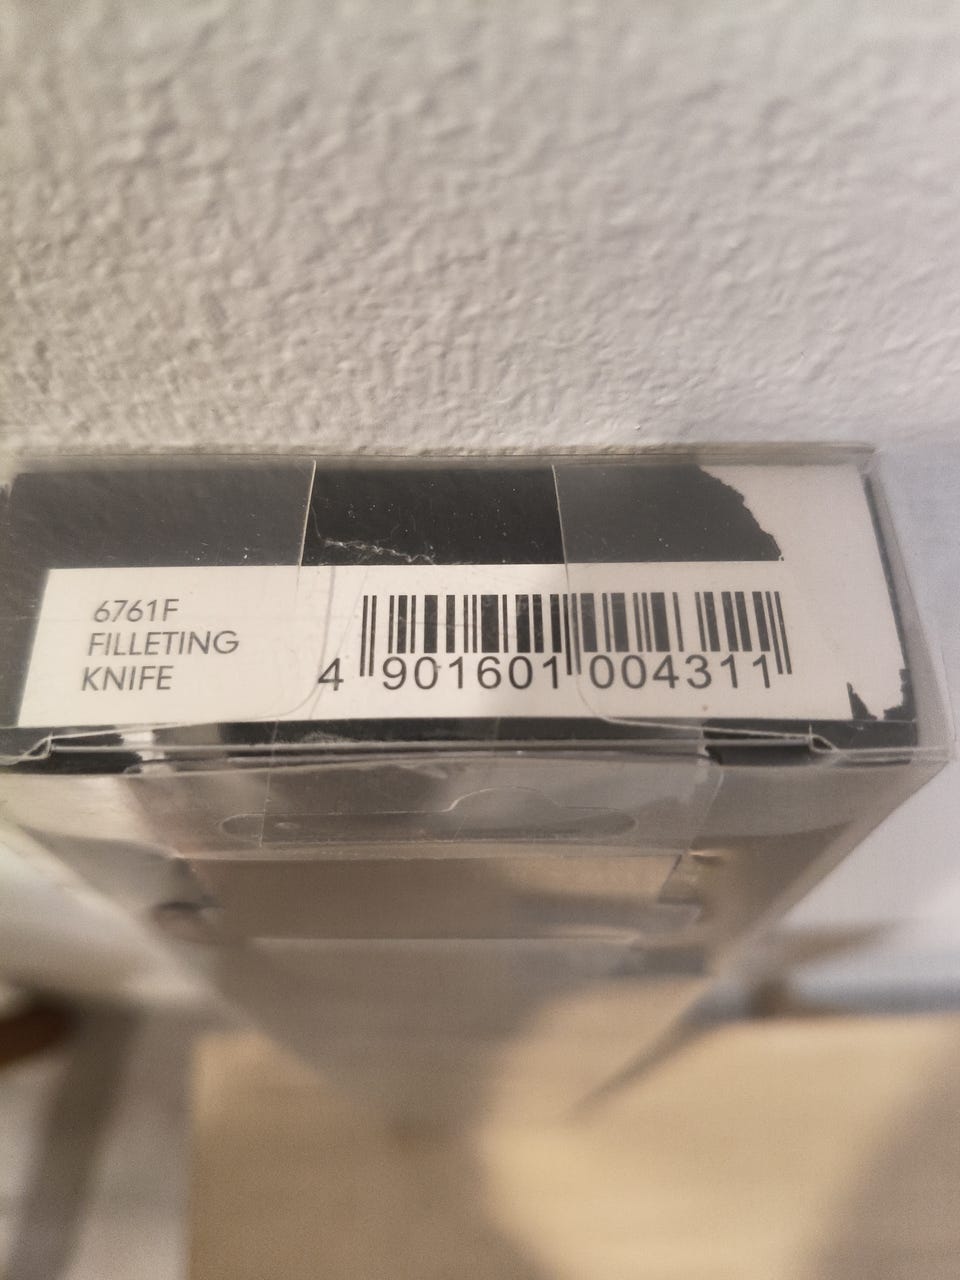 6761F
FILLETING
KNIFE
4 901601 004311